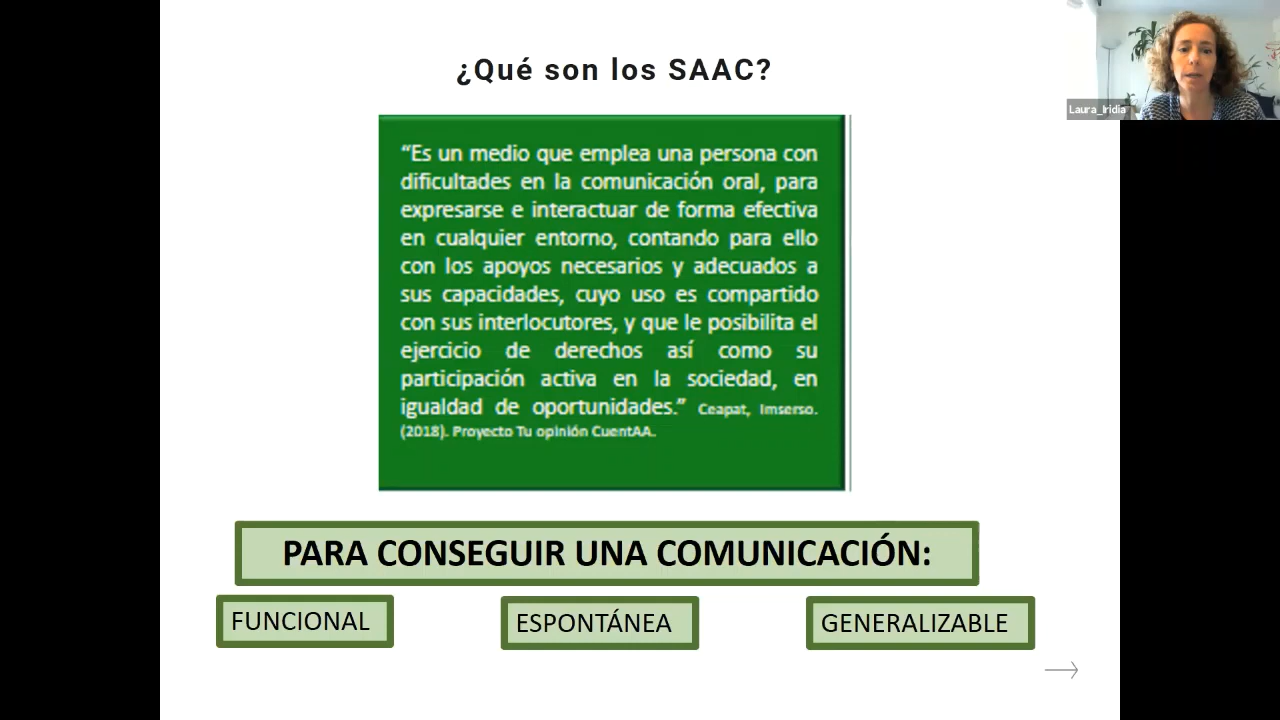 ¿Qué son los SAAC?
Laura_Iridia
“Es un medio que emplea una persona con
dificultades en la comunicación oral, para
expresarse e interactuar de forma efectiva
en cualquier entorno, contando para ello
con los apoyos necesarios y adecuados a
sus capacidades, cuyo uso es compartido
con sus interlocutores, y que le posibilita el
ejercicio de derechos así como su
participación activa en la sociedad, en
igualdad de oportunidades.” Ceapat, Imserso.
(2018). Proyecto Tu opinión CuentAA.
PARA CONSEGUIR UNA COMUNICACIÓN:
FUNCIONAL
ESPONTÁNEA
GENERALIZABLE